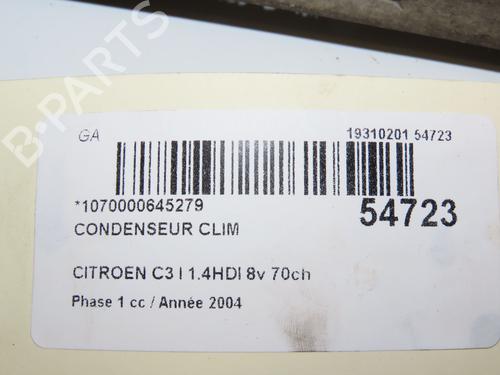 B-PARTS
GA
19310201 54723
*1070000645279
54723
CONDENSEUR CLIM
CITROEN C3 I 1.4HDI 8v 70ch
Phase 1 cc / Année 2004